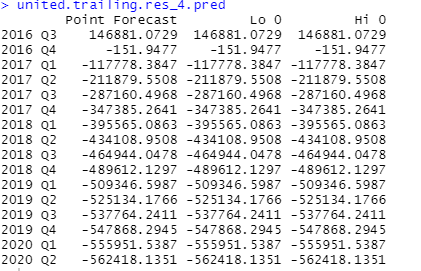 > united.trailing.res_4.pred
Point Forecast Lo 0 Hi 0
2016 Q3 146881.0729 146881.0729 146881.0729
2016 Q4 -151.9477 -151.9477 -151.9477
2017 Q1 -117778.3847 -117778.3847 -117778.3847
2017 Q2 -211879.5508 -211879.5508 -211879.5508
2017 Q3 -287160.4968 -287160.4968 -287160.4968
2017 Q4 -347385.2641 -347385.2641 -347385.2641
2018 Q1 -395565.0863 -395565.0863 -395565.0863
2018 Q2 -434108.9508 -434108.9508 -434108.9508
2018 Q3 -464944.0478 -464944.0478 -464944.0478
2018 Q4 -489612.1297 -489612.1297 -489612.1297
2019 Q1 -509346.5987 -509346.5987 -509346.5987
2019 Q2 -525134.1766 -525134.1766 -525134.1766
2019 Q3 -537764.2411 -537764.2411 -537764.2411
2019 Q4 -547868.2945 -547868.2945 -547868.2945
2020 Q1 -555951.5387 -555951.5387 -555951.5387
2020 Q2 -562418.1351 -562418.1351 -562418.1351